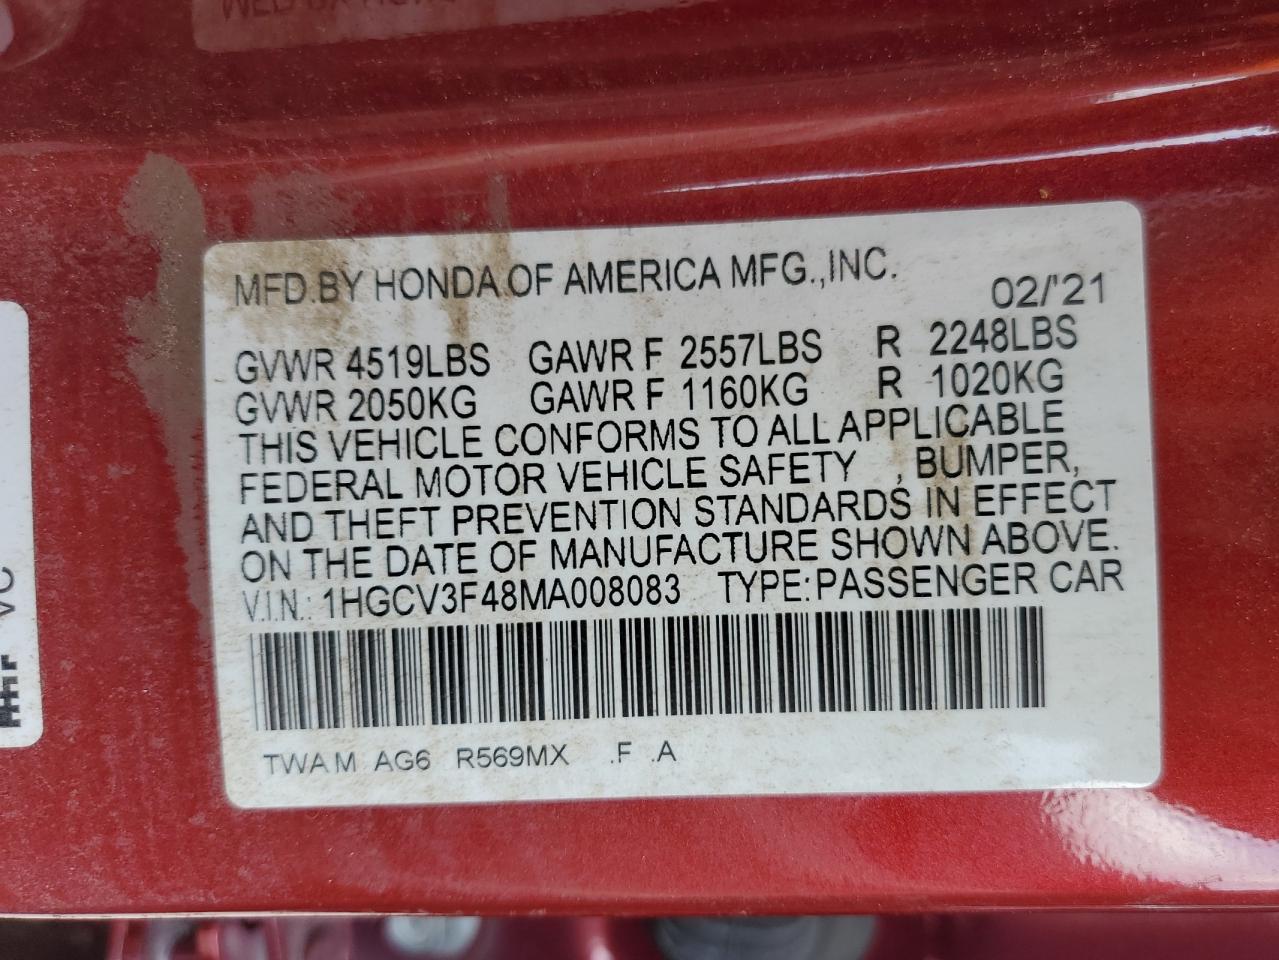 MFD.BY HONDA OF AMERICA MFG.,INC.
02/'21
GVWR 4519LBS GAWR F 2557LBS R 2248LBS
GVWR 2050KG GAWR F 1160KG R 1020KG
THIS VEHICLE CONFORMS TO ALL APPLICABLE
FEDERAL MOTOR VEHICLE SAFETY , BUMPER,
AND THEFT PREVENTION STANDARDS IN EFFECT
ON THE DATE OF MANUFACTURE SHOWN ABOVE.
V.I.N.: 1HGCV3F48MA008083 TYPE:PASSENGER CAR
TWAM AG6 R569MX .F .A
VC